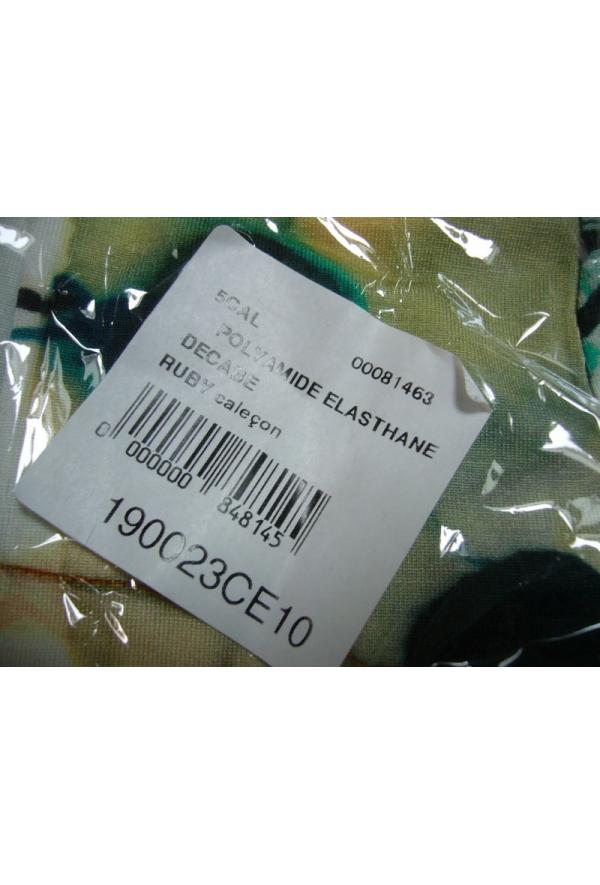 5CAL 00081463
POLYAMIDE ELASTHANE
DECABE
RUBY caleçon
0 000000 848145
190023CE10